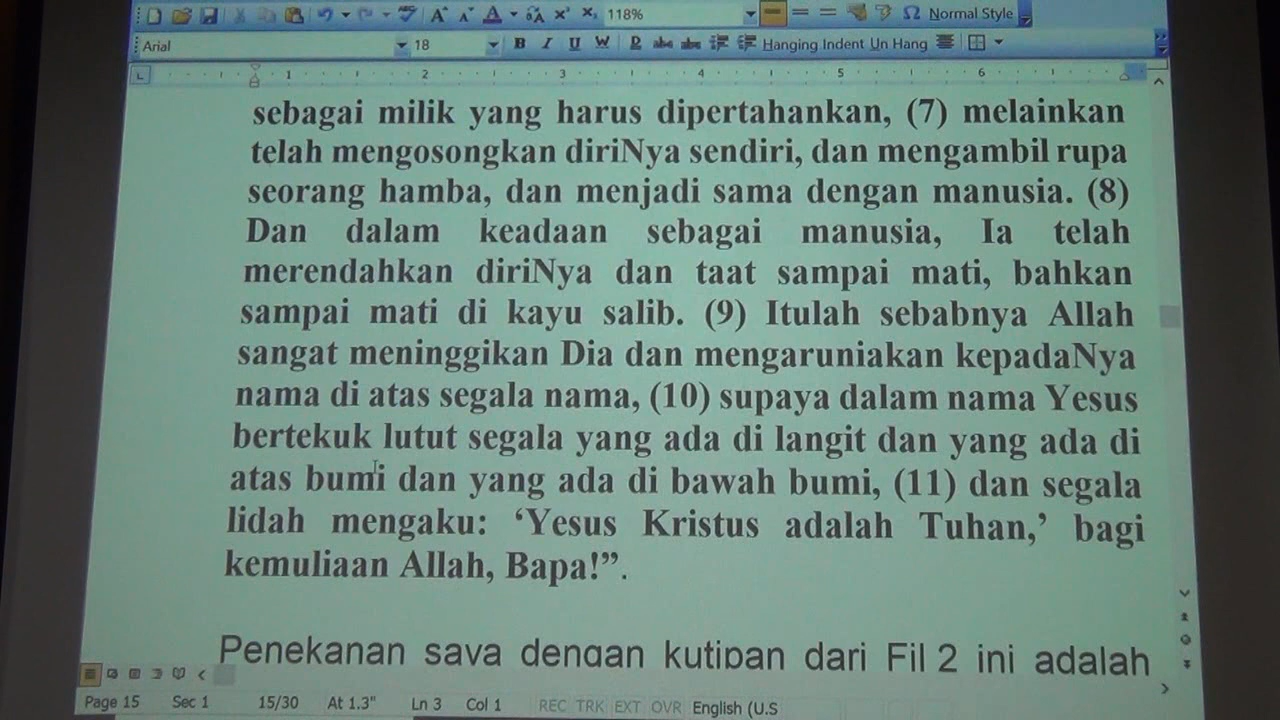 118%
Normal Style
Arial
18
B I U W
Hanging Indent Un Hang
1 2 3 4 5 6
sebagai milik yang harus dipertahankan, (7) melainkan
telah mengosongkan diriNya sendiri, dan mengambil rupa
seorang hamba, dan menjadi sama dengan manusia. (8)
Dan dalam keadaan sebagai manusia, Ia telah
merendahkan diriNya dan taat sampai mati, bahkan
sampai mati di kayu salib. (9) Itulah sebabnya Allah
sangat meninggikan Dia dan mengaruniakan kepadaNya
nama di atas segala nama, (10) supaya dalam nama Yesus
bertekuk lutut segala yang ada di langit dan yang ada di
atas bumi dan yang ada di bawah bumi, (11) dan segala
lidah mengaku: ‘Yesus Kristus adalah Tuhan,’ bagi
kemuliaan Allah, Bapa!”.
Penekanan saya dengan kutipan dari Fil 2 ini adalah
Page 15 Sec 1 15/30 At 1.3" Ln 3 Col 1 REC TRK EXT OVR English (U.S